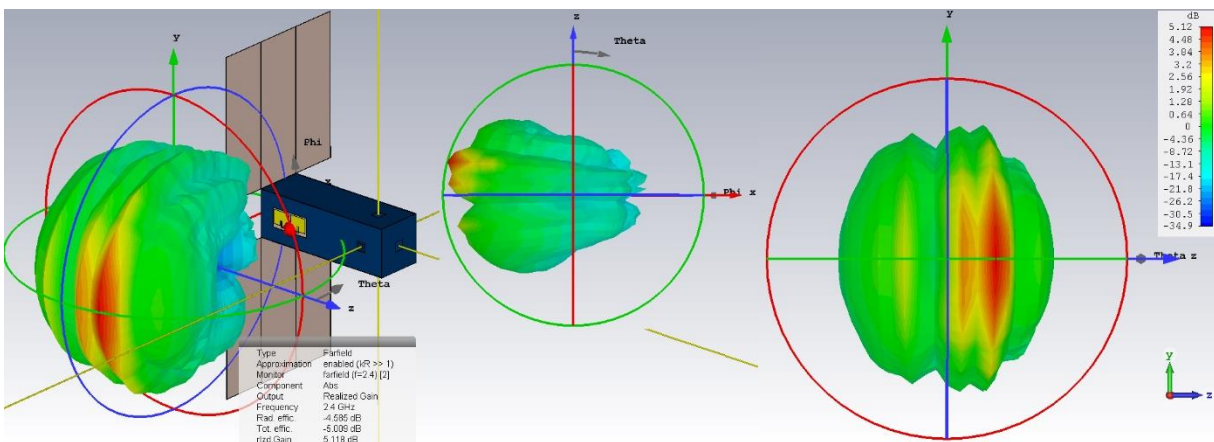 y
Phi
x
z
Theta
Type Farfield
Approximation enabled (kR >> 1)
Monitor farfield (f=2.4) [2]
Component Abs
Output Realized Gain
Frequency 2.4 GHz
Rad. effic. -4.585 dB
Tot. effic. -5.009 dB
rlzd.Gain 5.118 dB
z
Theta
Phi x
y
Theta z
dB
5.12
4.48
3.84
3.2
2.56
1.92
1.28
0.64
0
-4.36
-8.72
-13.1
-17.4
-21.8
-26.2
-30.5
-34.9
y
z